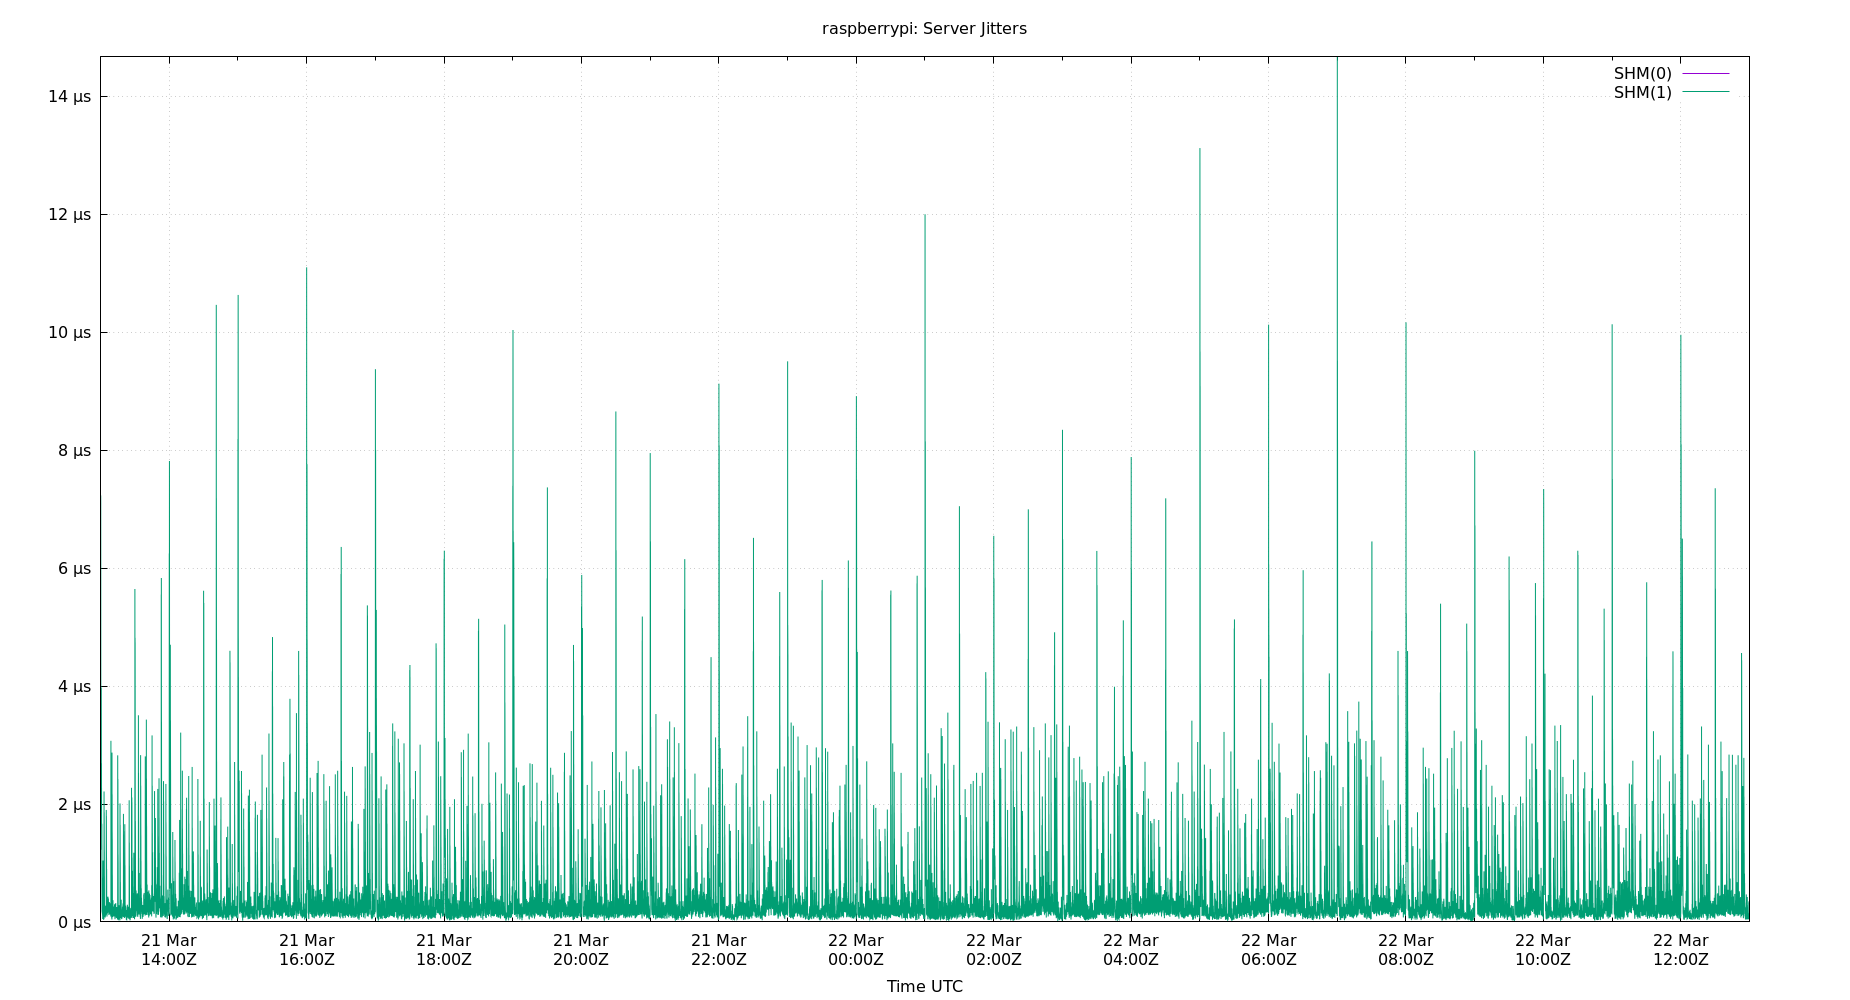 raspberrypi: Server Jitters
SHM(0)
SHM(1)
14 µs
12 µs
10 µs
8 µs
6 µs
4 µs
2 µs
0 µs
21 Mar 21 Mar 21 Mar 21 Mar 21 Mar 22 Mar 22 Mar 22 Mar 22 Mar 22 Mar 22 Mar 22 Mar
14:00Z 16:00Z 18:00Z 20:00Z 22:00Z 00:00Z 02:00Z 04:00Z 06:00Z 08:00Z 10:00Z 12:00Z
Time UTC